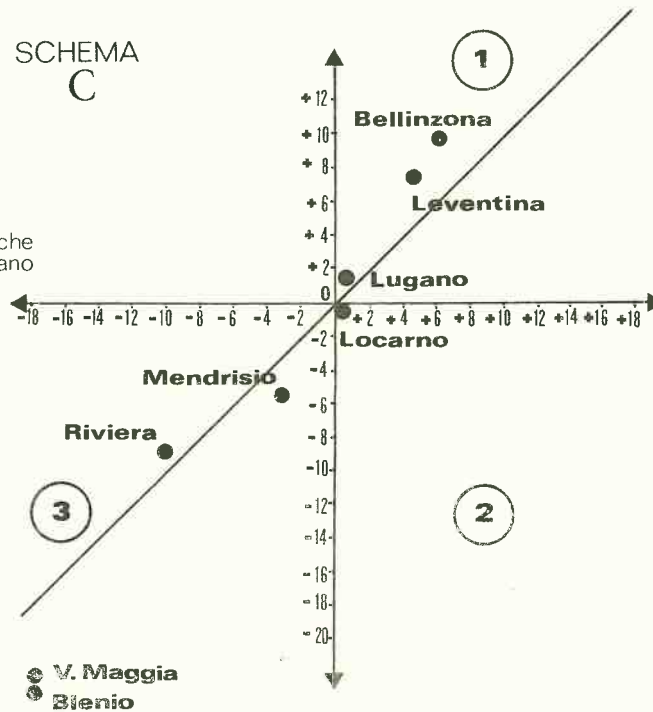 SCHEMA
C
1
+ 12
Bellinzona
+ 10
+ 8
+ 6
Leventina
+ 4
che
ano
+ 2
Lugano
0
-18 -16 -14 -12 -10 -8 -6 -4 -2 +2 +4 +6 +8 +10 +12 +14 +16 +18
-2
Locarno
-4
Mendrisio
-6
Riviera
-8
-10
3
-12
2
-14
-16
-18
-20
V. Maggia
Blenio